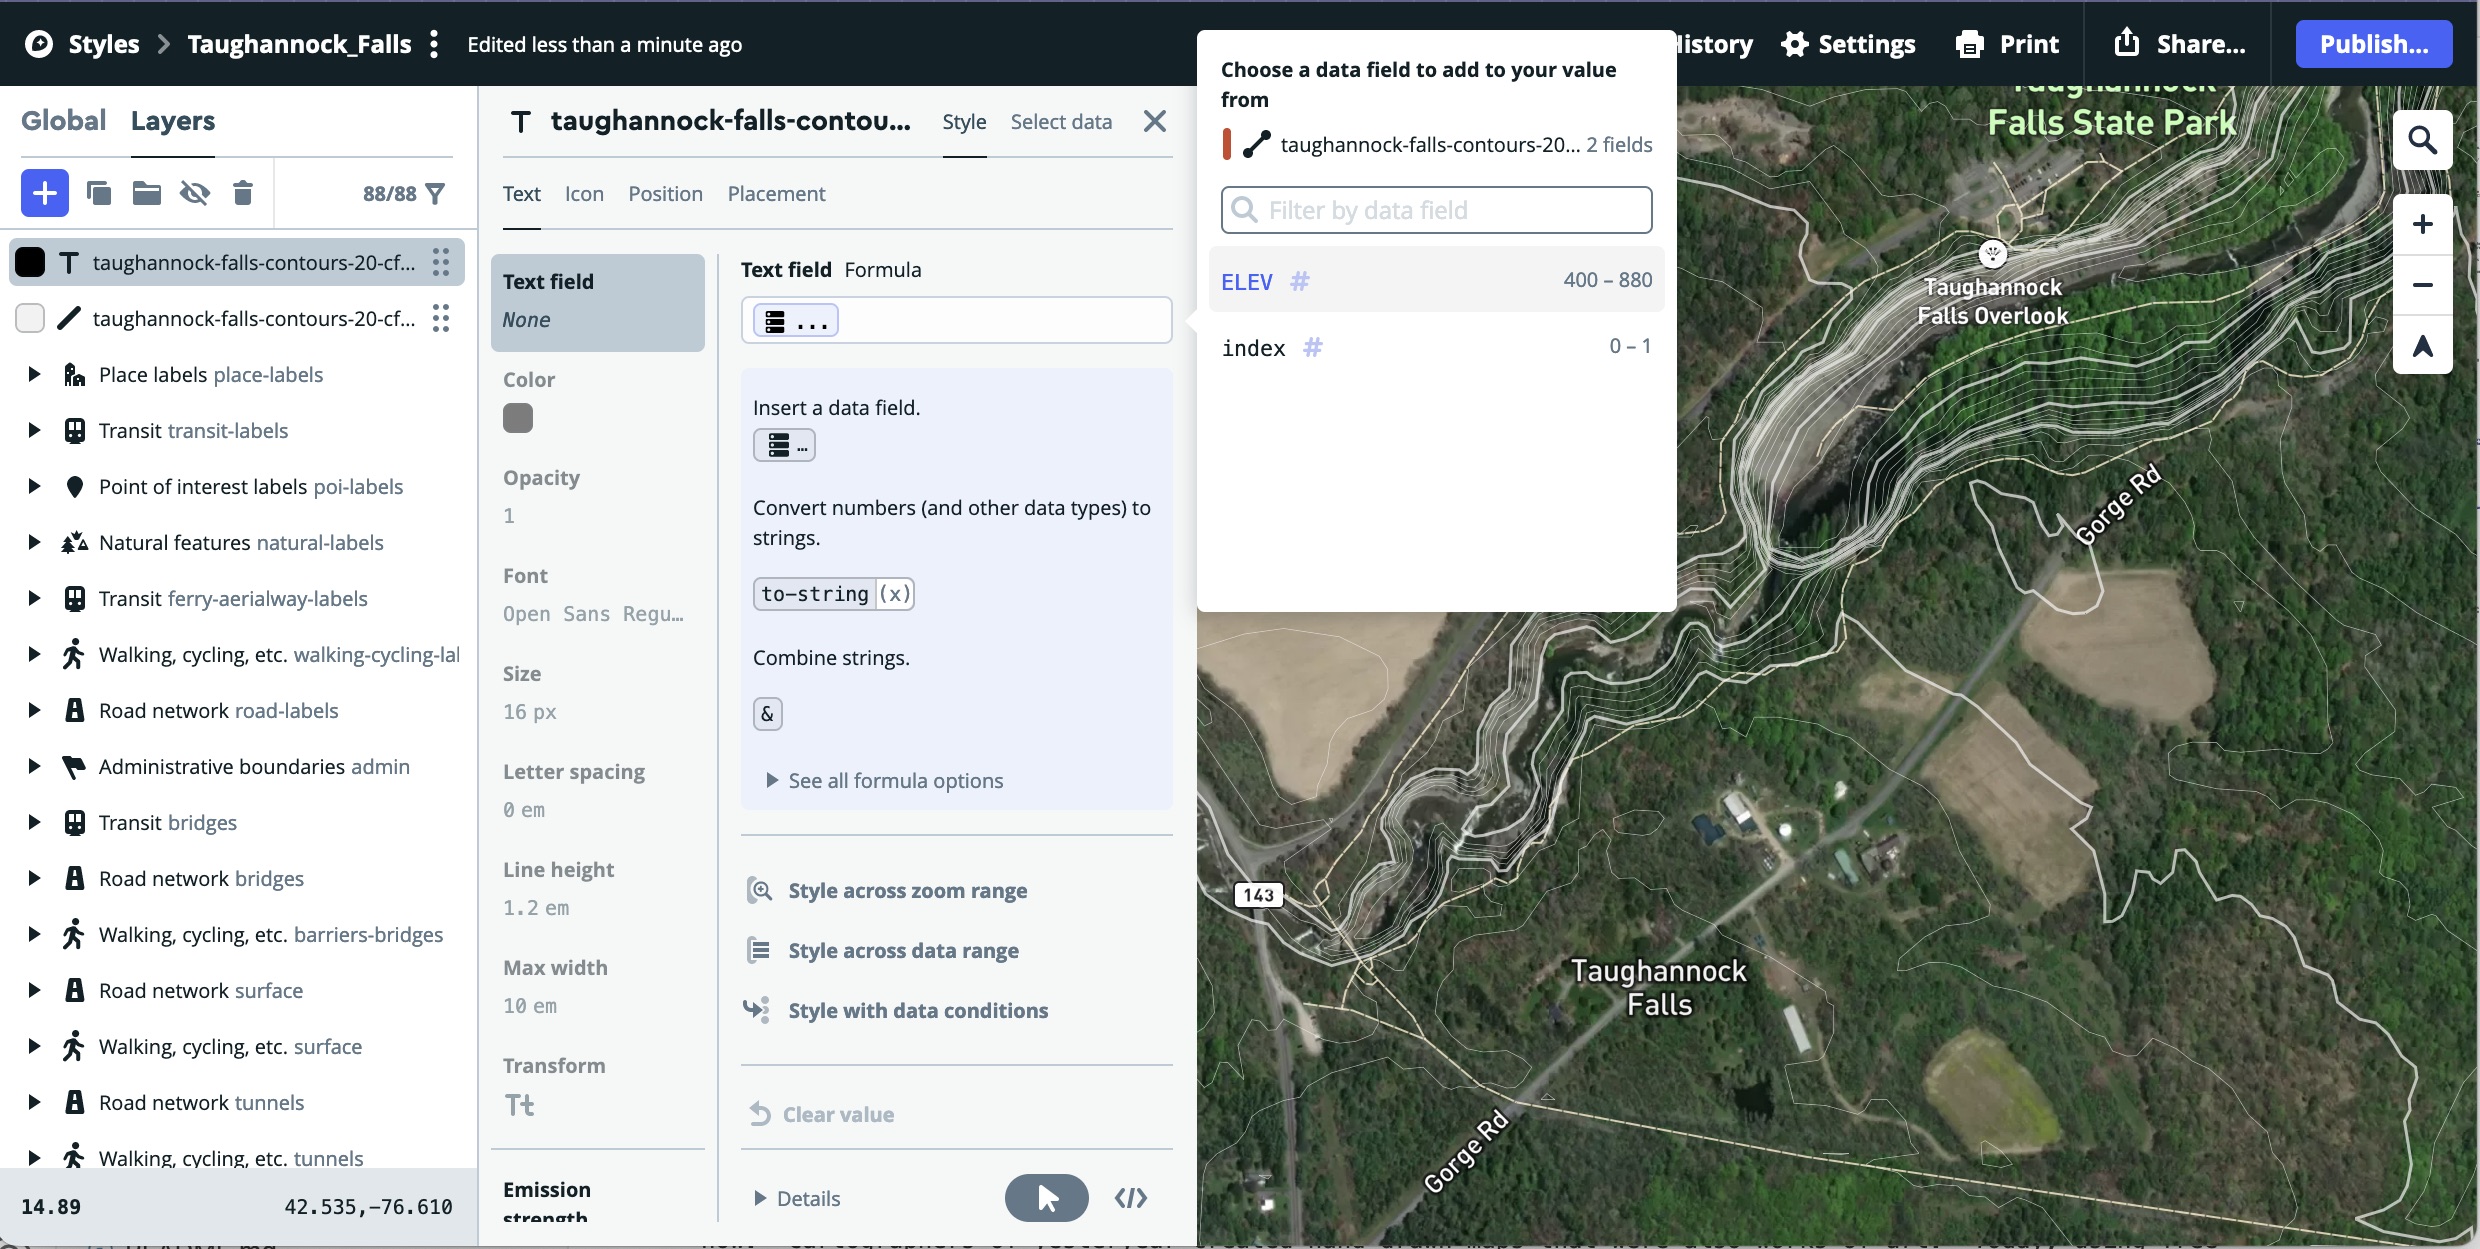 Styles
Taughannock_Falls
Edited less than a minute ago
History
Settings
Print
Share...
Publish...
Global
Layers
88/88
taughannock-falls-contours-20-cf...
taughannock-falls-contours-20-cf...
Place labels place-labels
Transit transit-labels
Point of interest labels poi-labels
Natural features natural-labels
Transit ferry-aerialway-labels
Walking, cycling, etc. walking-cycling-lal
Road network road-labels
Administrative boundaries admin
Transit bridges
Road network bridges
Walking, cycling, etc. barriers-bridges
Road network surface
Walking, cycling, etc. surface
Road network tunnels
Walking, cycling, etc. tunnels
14.89
42.535,-76.610
T taughannock-falls-contou...
Style
Select data
Text
Icon
Position
Placement
Text field
None
Color
Opacity
1
Font
Open Sans Regu...
Size
16 px
Letter spacing
0 em
Line height
1.2 em
Max width
10 em
Transform
Tt
Emission
strength
Text field Formula
...
Insert a data field.
...
Convert numbers (and other data types) to
strings.
to-string (x)
Combine strings.
&
See all formula options
Style across zoom range
Style across data range
Style with data conditions
Clear value
Details
</>
Choose a data field to add to your value
from
taughannock-falls-contours-20... 2 fields
Filter by data field
ELEV # 400 – 880
index # 0 – 1
Taughannock
Falls State Park
Taughannock
Falls Overlook
Gorge Rd
143
Taughannock
Falls
Gorge Rd